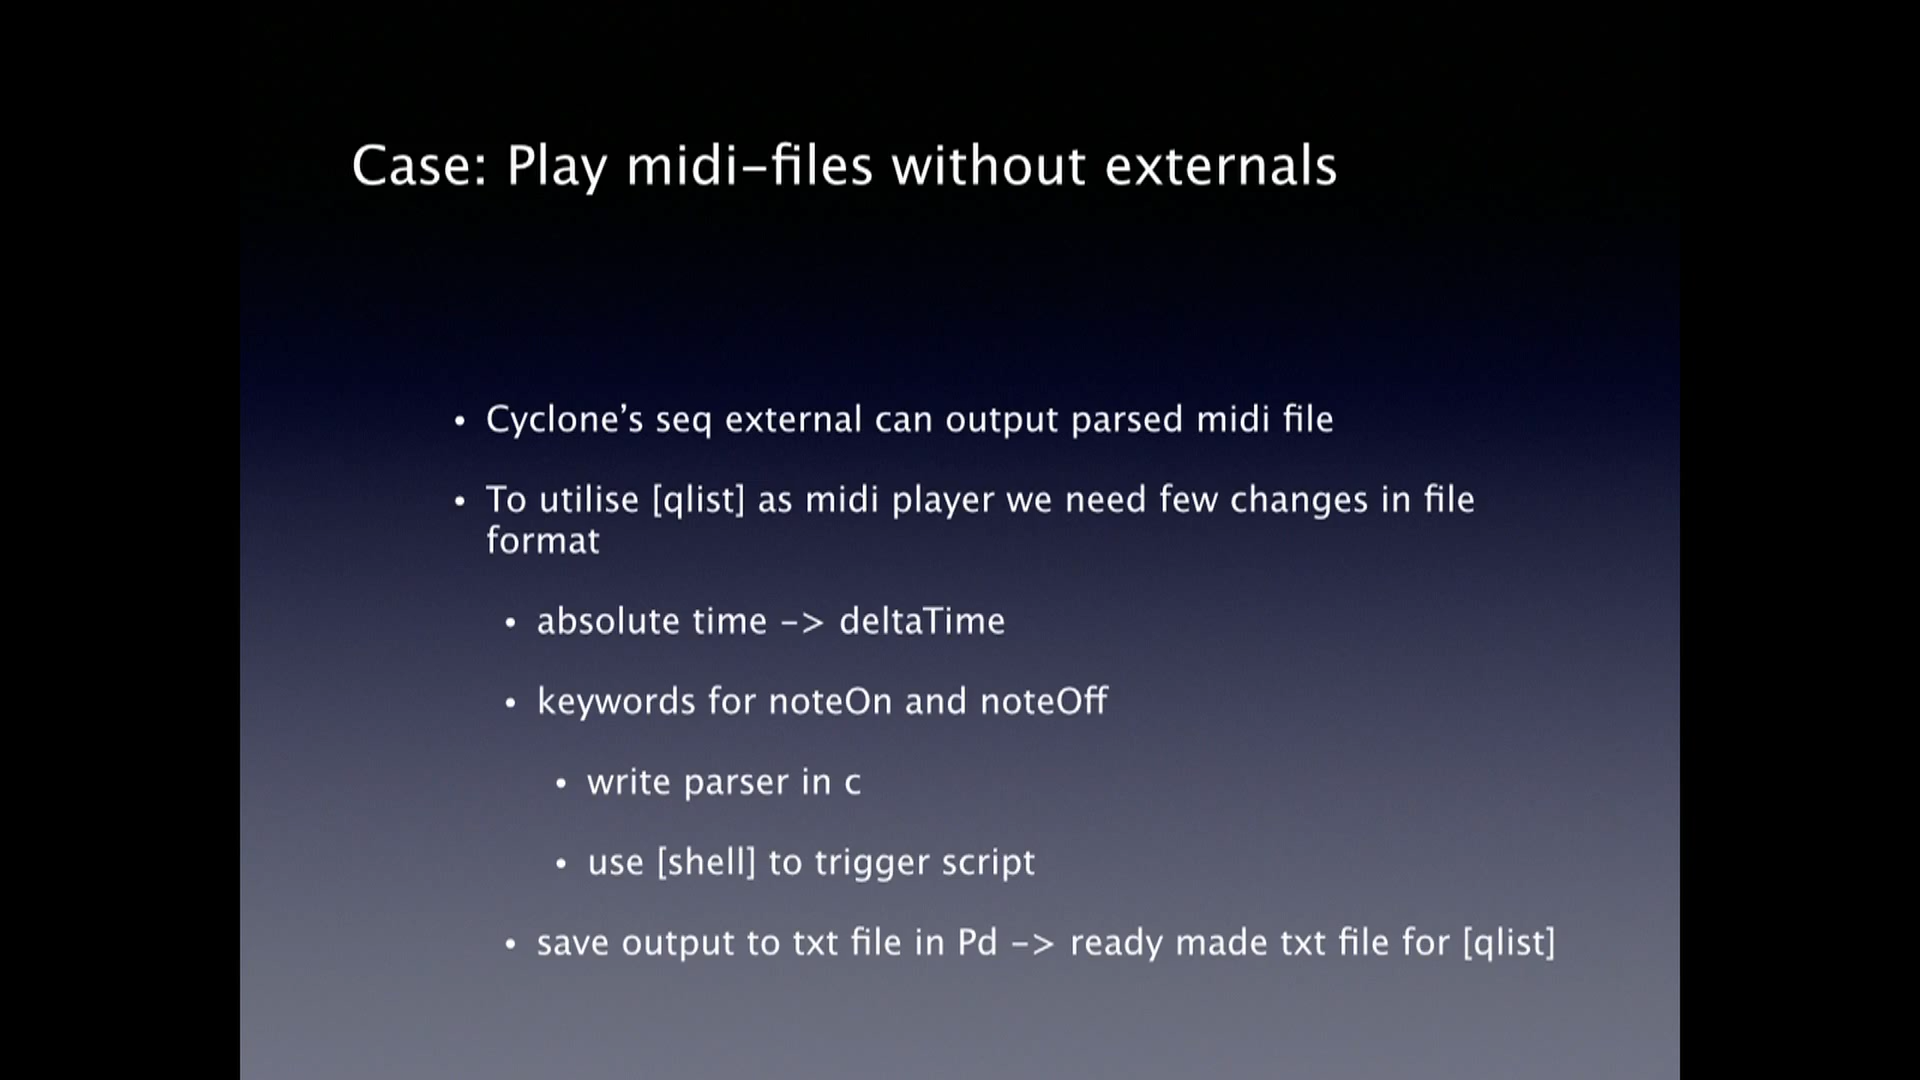 Case: Play midi-files without externals
• Cyclone’s seq external can output parsed midi file
• To utilise [qlist] as midi player we need few changes in file
format
• absolute time -> deltaTime
• keywords for noteOn and noteOff
• write parser in c
• use [shell] to trigger script
• save output to txt file in Pd -> ready made txt file for [qlist]